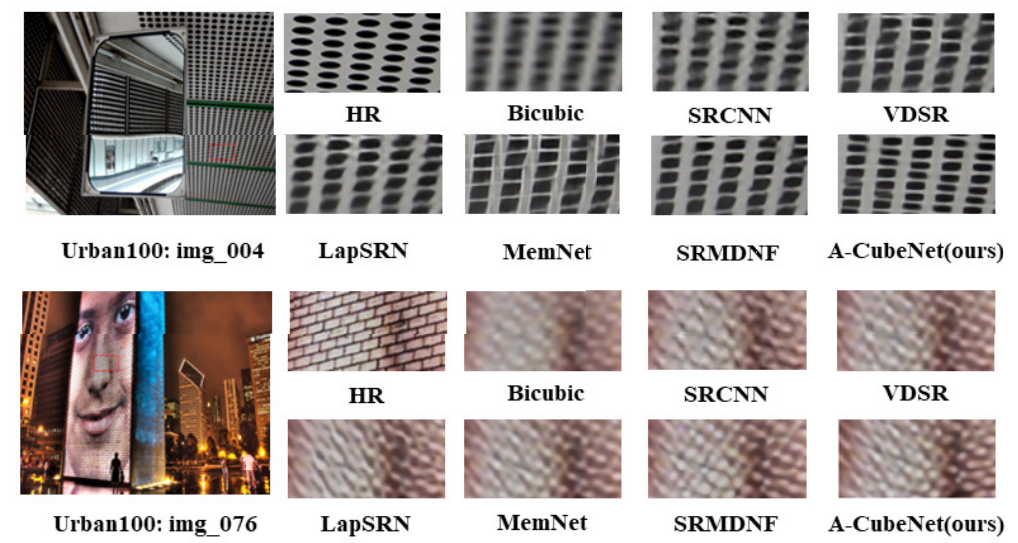 HR
Bicubic
SRCNN
VDSR
Urban100: img_004
LapSRN
MemNet
SRMDNF
A-CubeNet(ours)
HR
Bicubic
SRCNN
VDSR
Urban100: img_076
LapSRN
MemNet
SRMDNF
A-CubeNet(ours)